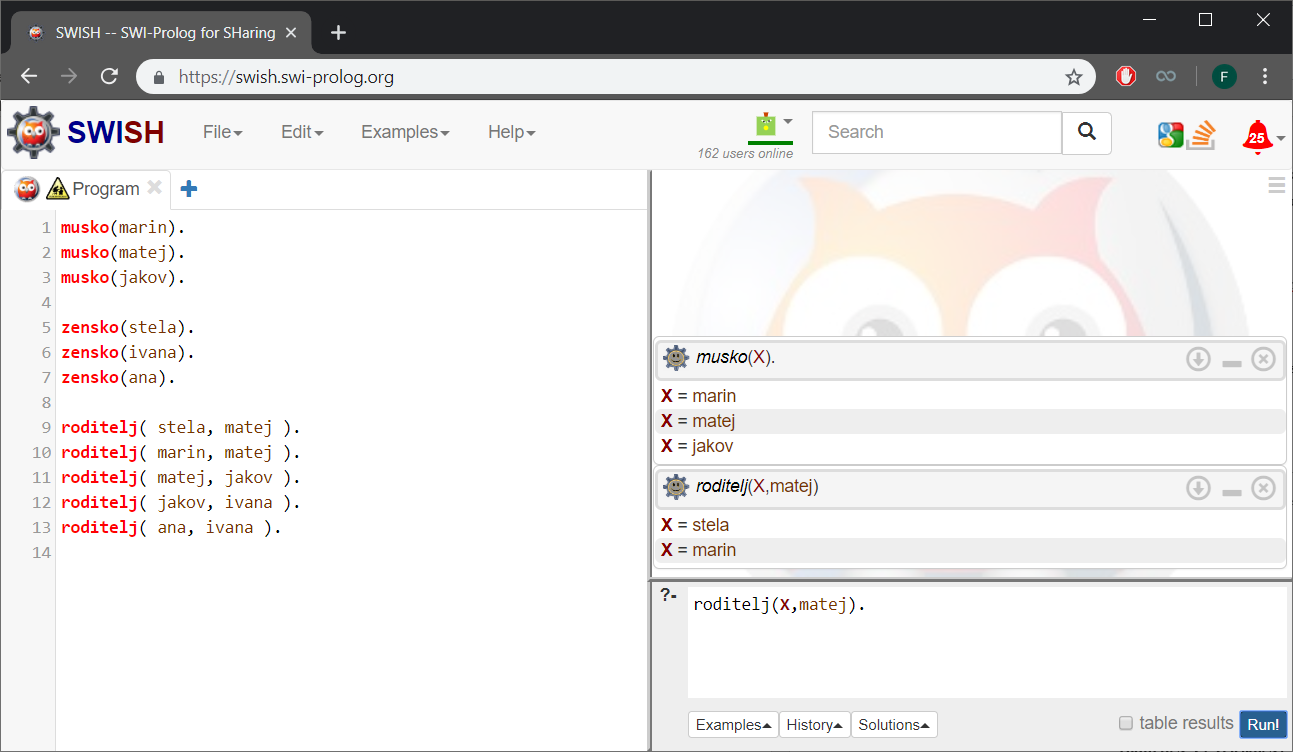 SWISH -- SWI-Prolog for SHaring
https://swish.swi-prolog.org
F
SWISH
File
Edit
Examples
Help
162 users online
Search
25
Program
1 musko(marin).
2 musko(matej).
3 musko(jakov).
4
5 zensko(stela).
6 zensko(ivana).
7 zensko(ana).
8
9 roditelj( stela, matej ).
10 roditelj( marin, matej ).
11 roditelj( matej, jakov ).
12 roditelj( jakov, ivana ).
13 roditelj( ana, ivana ).
14
musko(X).
X = marin
X = matej
X = jakov
roditelj(X,matej)
X = stela
X = marin
?- roditelj(X,matej).
Examples
History
Solutions
table results
Run!